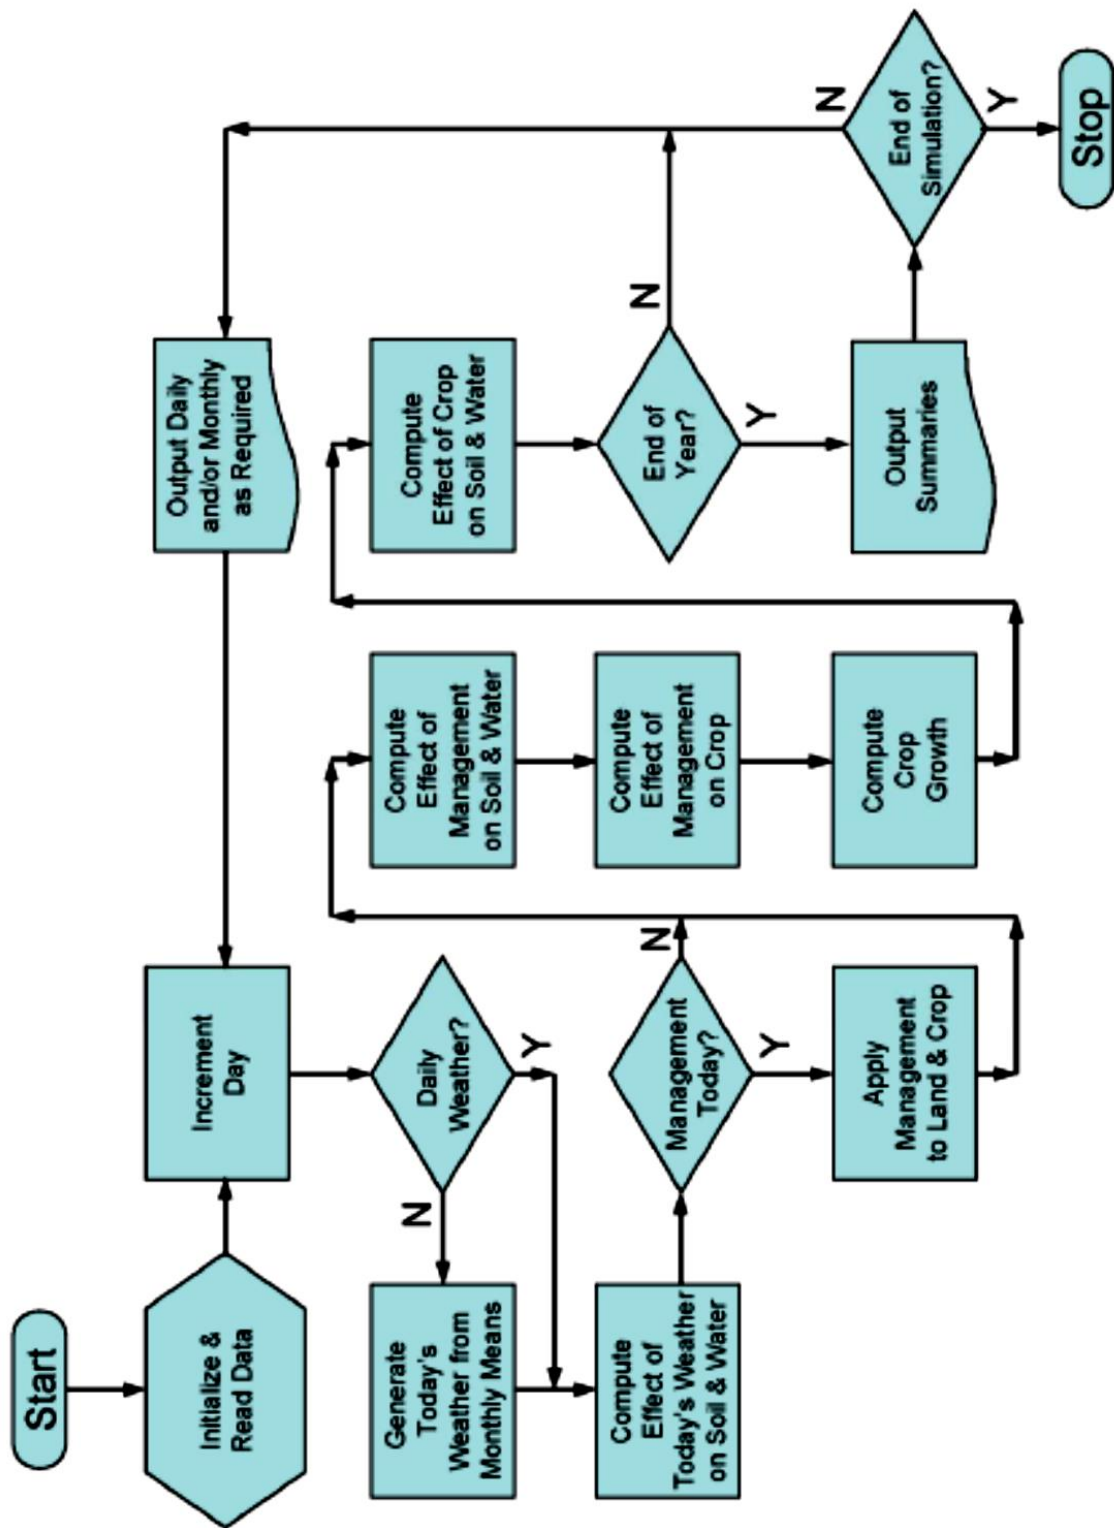 Start
Initialize &
Read Data
Increment
Day
Output Daily
and/or Monthly
as Required
Daily
Weather?
N
Y
Generate
Today's
Weather from
Monthly Means
Compute
Effect of
Today's Weather
on Soil & Water
Management
Today?
N
Y
Apply
Management
to Land & Crop
Compute
Effect of
Management
on Soil & Water
Compute
Effect of
Management
on Crop
Compute
Crop
Growth
Compute
Effect of Crop
on Soil & Water
End of
Year?
N
Y
Output
Summaries
End of
Simulation?
N
Y
Stop